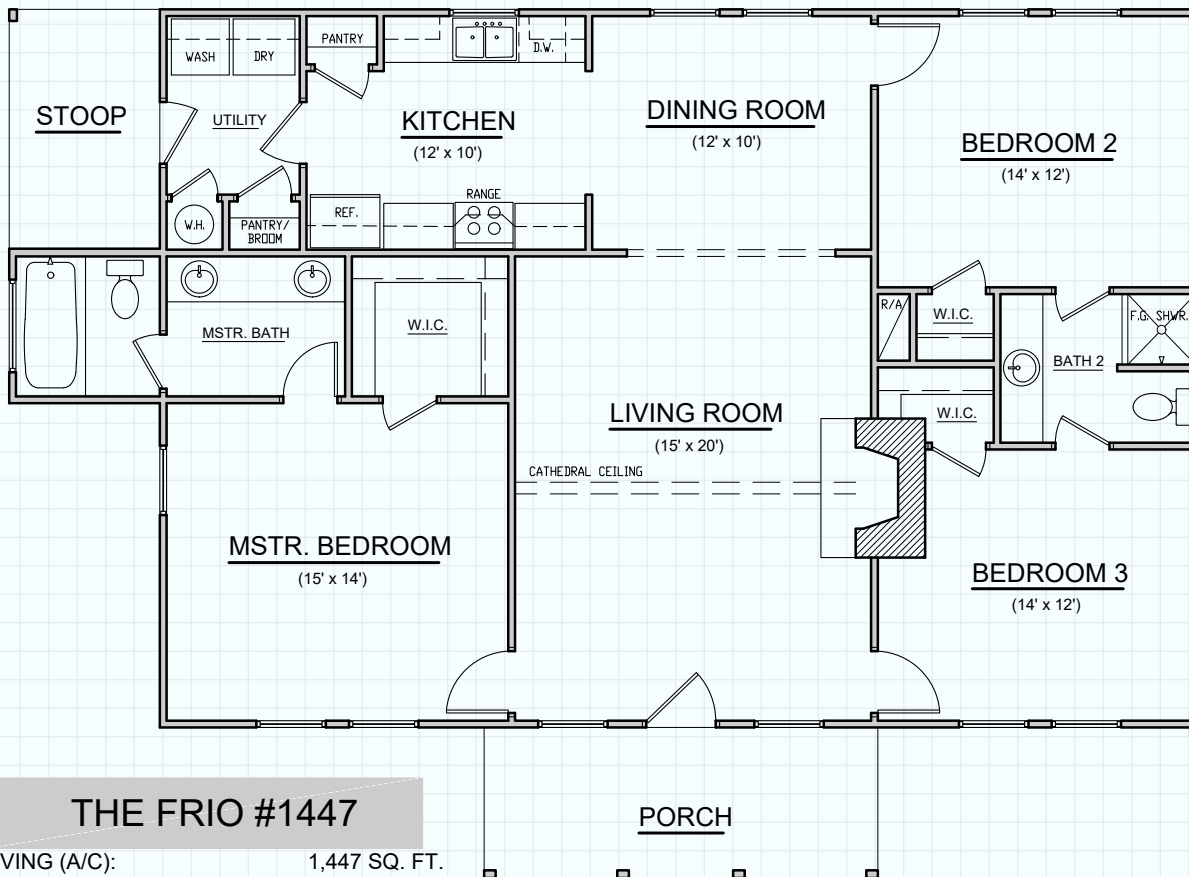 WASH
DRY
PANTRY
D.W.
STOOP
UTILITY
KITCHEN
(12' x 10')
DINING ROOM
(12' x 10')
BEDROOM 2
(14' x 12')
RANGE
REF.
W.H.
PANTRY/
BROOM
MSTR. BATH
W.I.C.
R/A
W.I.C.
F.G. SHWR.
BATH 2
W.I.C.
LIVING ROOM
(15' x 20')
CATHEDRAL CEILING
MSTR. BEDROOM
(15' x 14')
BEDROOM 3
(14' x 12')
THE FRIO #1447
PORCH
VING (A/C): 1,447 SQ. FT.